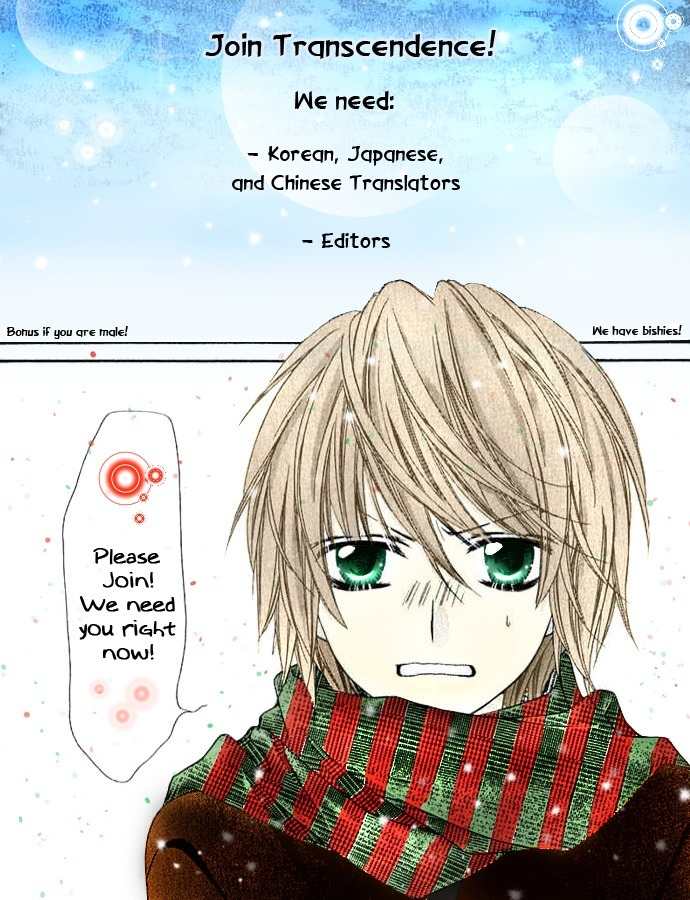 Join Transcendence!
We need:
- Korean, Japanese,
and Chinese Translators
- Editors
Bonus if you are male!
We have bishies!
Please
Join!
We need
you right
now!